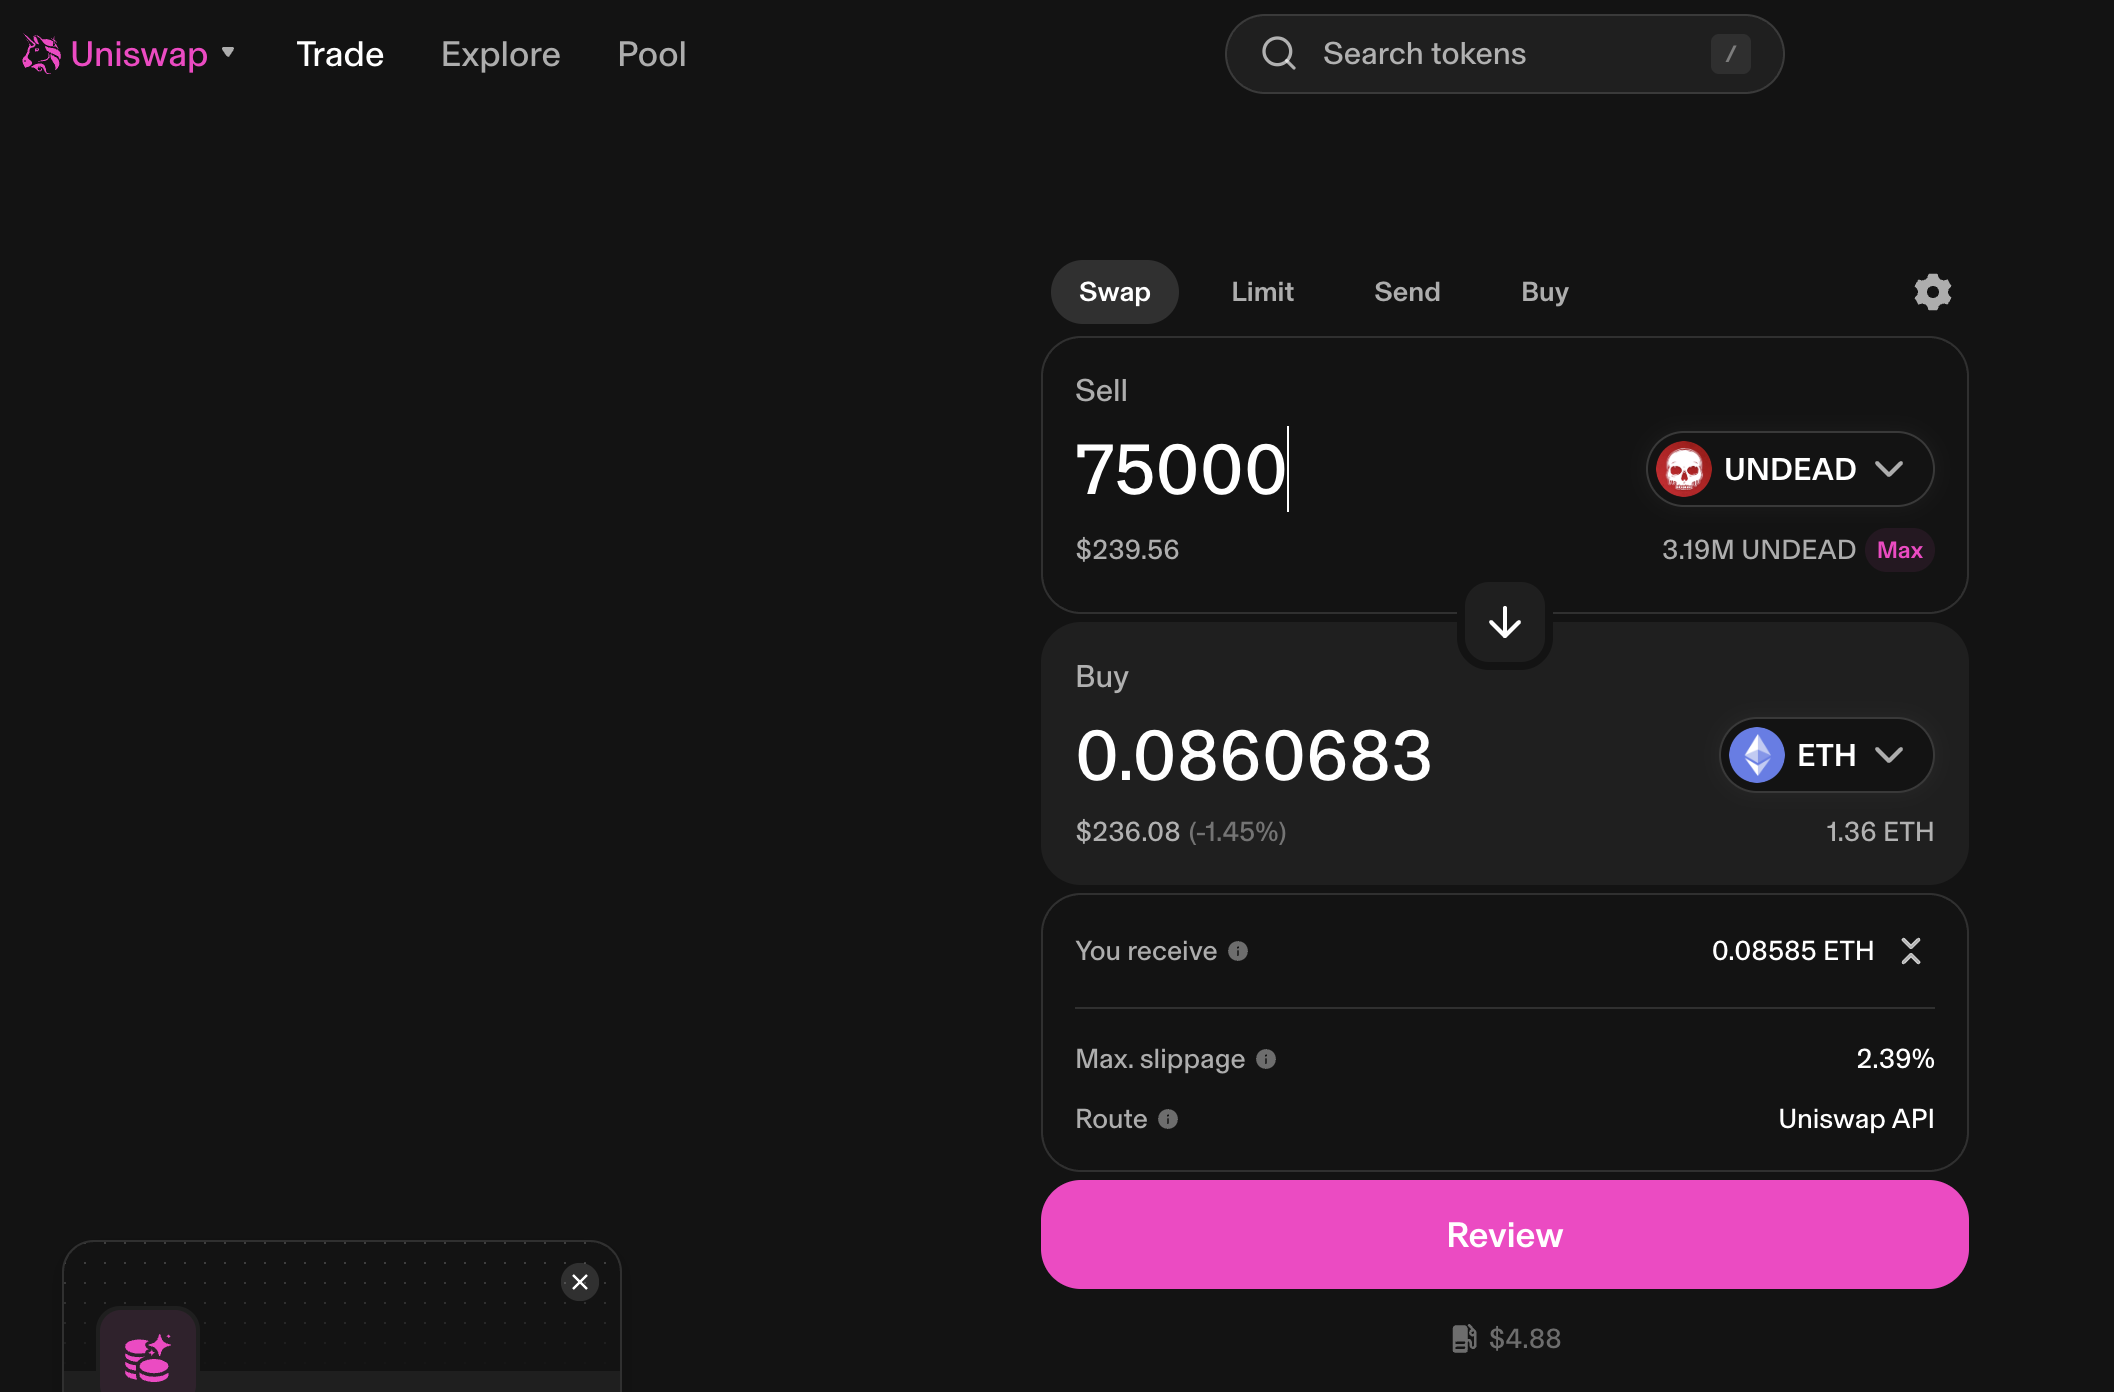 Uniswap Trade Explore Pool Search tokens /
Swap Limit Send Buy
Sell
75000 UNDEAD
$239.56 3.19M UNDEAD Max
Buy
0.0860683 ETH
$236.08 (-1.45%) 1.36 ETH
You receive 0.08585 ETH
Max. slippage 2.39%
Route Uniswap API
Review
$4.88